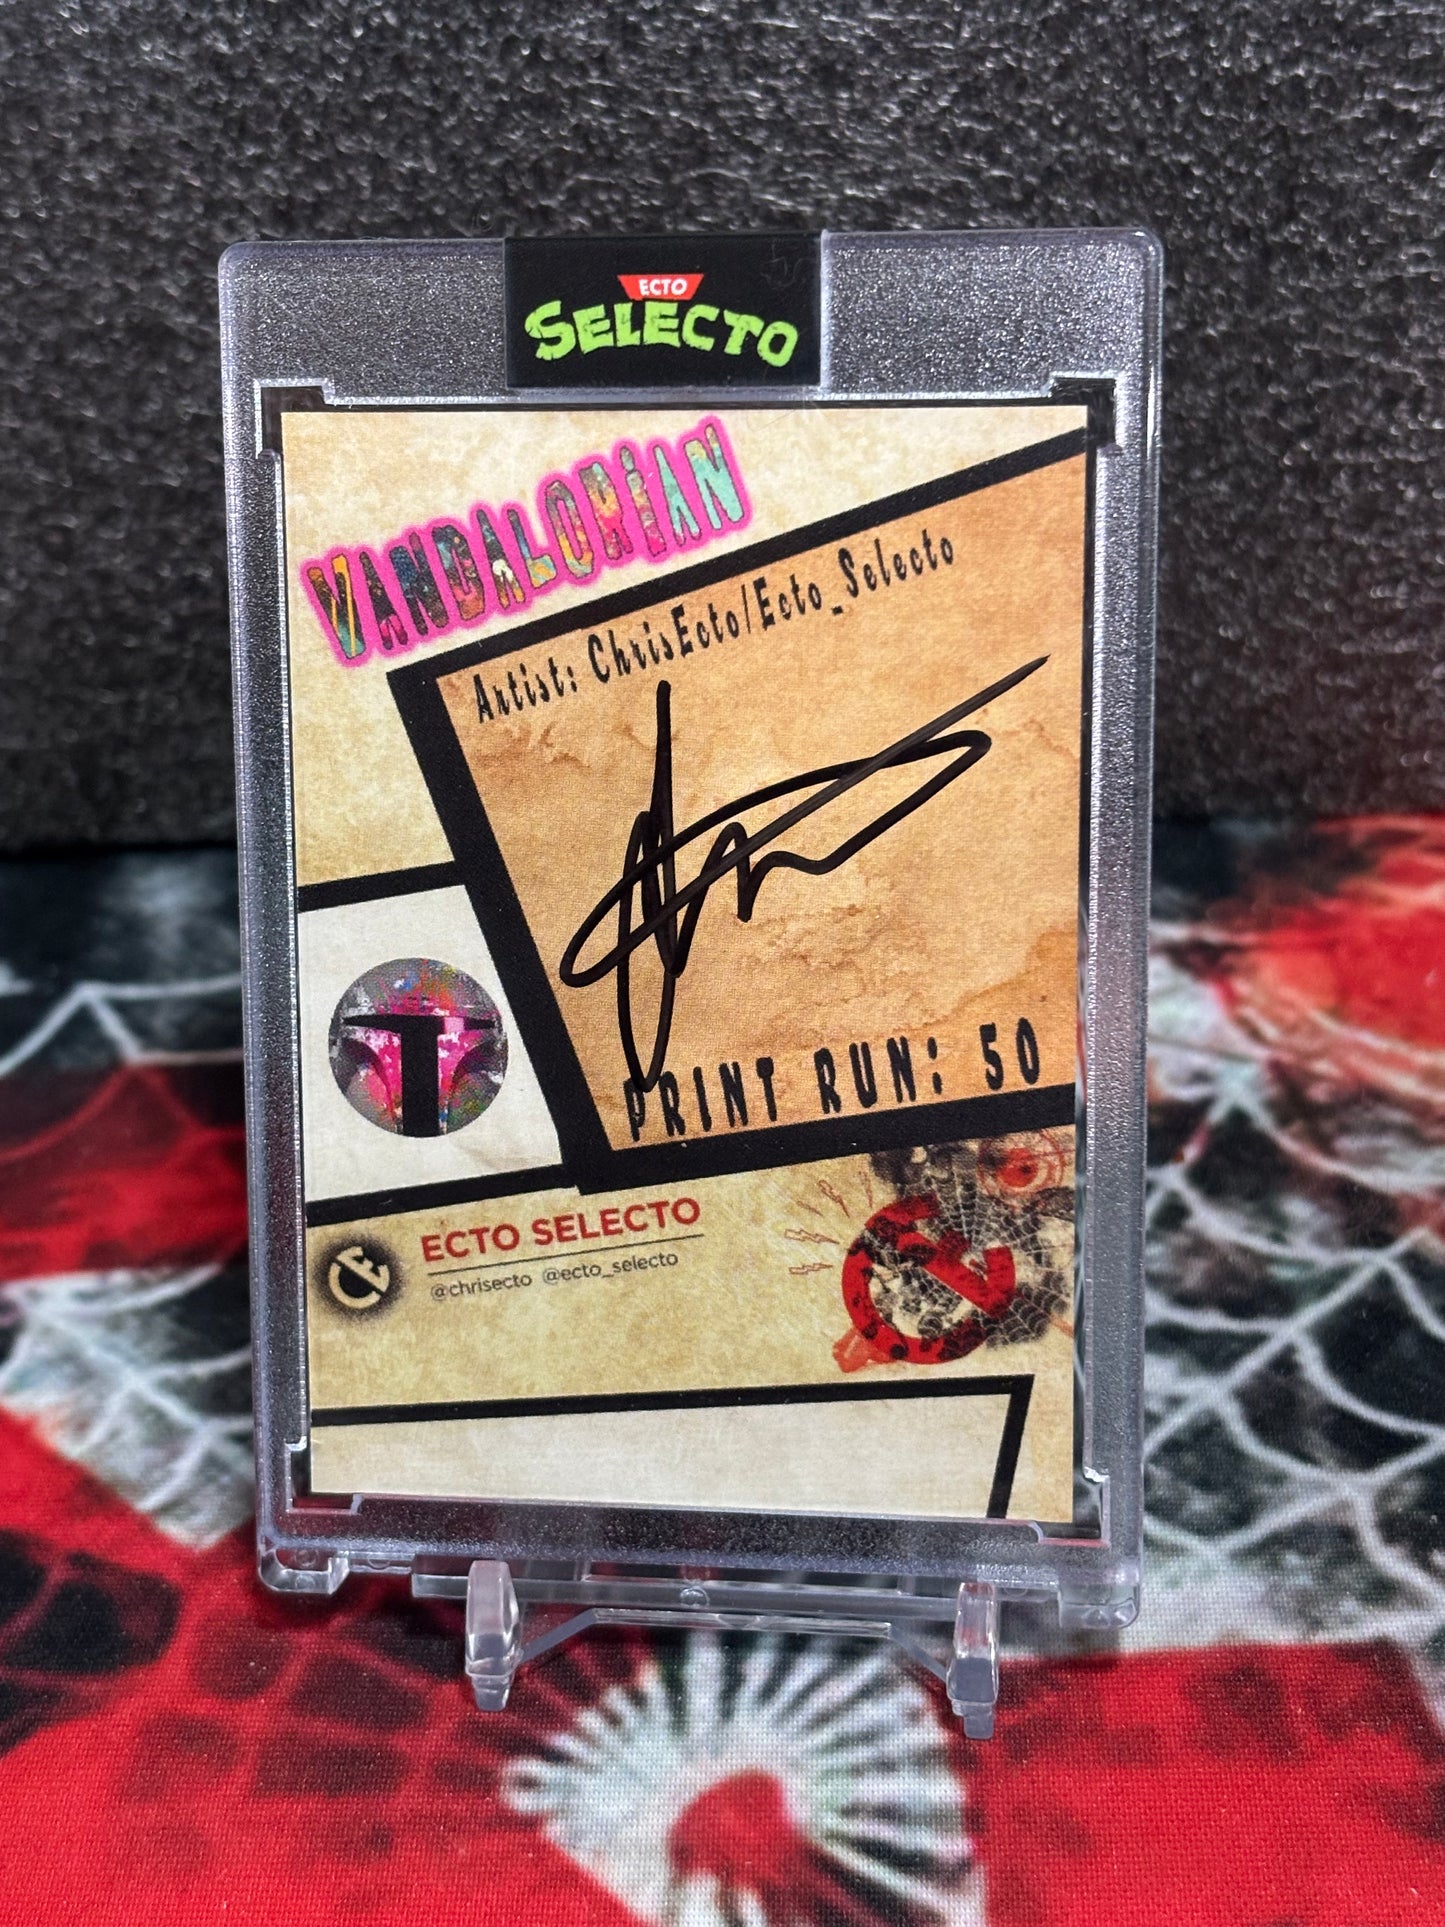 ECTO
SELECTO
VANDALORIAN
Artist: ChrisEcto/Ecto_Selecto
PRINT RUN: 50
ECTO SELECTO
@chrisecto @ecto_selecto